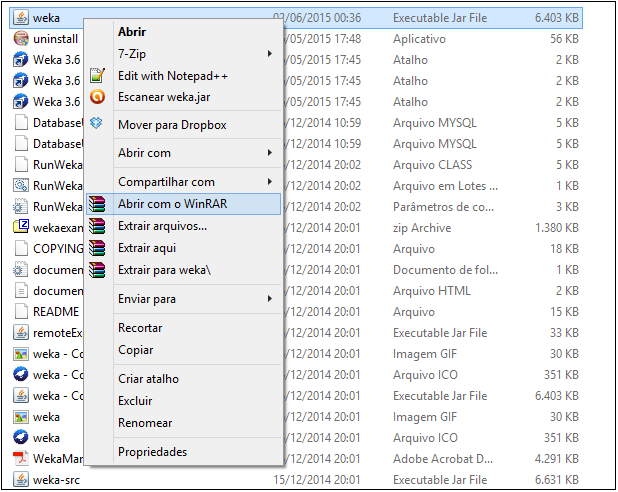 weka 02/06/2015 00:36 Executable Jar File 6.403 KB
uninstall /05/2015 17:48 Aplicativo 56 KB
Weka 3.6 /05/2015 17:45 Atalho 2 KB
Weka 3.6 /05/2015 17:45 Atalho 2 KB
Weka 3.6 /05/2015 17:45 Atalho 2 KB
Database /12/2014 10:59 Arquivo MYSQL 5 KB
Database /12/2014 10:59 Arquivo MYSQL 5 KB
RunWeka /12/2014 20:02 Arquivo CLASS 5 KB
RunWeka /12/2014 20:02 Arquivo em Lotes ... 1 KB
RunWeka /12/2014 20:02 Parâmetros de co... 3 KB
wekaexan /12/2014 20:01 zip Archive 1.380 KB
COPYING /12/2014 20:01 Arquivo 18 KB
docume /12/2014 20:01 Documento de fol... 1 KB
docume /12/2014 20:01 Arquivo HTML 2 KB
README /12/2014 20:01 Arquivo 15 KB
remoteEx /12/2014 20:01 Executable Jar File 33 KB
weka - Co /12/2014 20:01 Imagem GIF 30 KB
weka - Co /12/2014 20:01 Arquivo ICO 351 KB
weka - Co /12/2014 20:01 Executable Jar File 6.403 KB
weka /12/2014 20:01 Imagem GIF 30 KB
weka /12/2014 20:01 Arquivo ICO 351 KB
WekaMan /12/2014 20:01 Adobe Acrobat D... 4.291 KB
weka-src 15/12/2014 20:01 Executable Jar File 6.631 KB
Abrir
7-Zip
Edit with Notepad++
Escanear weka.jar
Mover para Dropbox
Abrir com
Compartilhar com
Abrir com o WinRAR
Extrair arquivos...
Extrair aqui
Extrair para weka\
Enviar para
Recortar
Copiar
Criar atalho
Excluir
Renomear
Propriedades